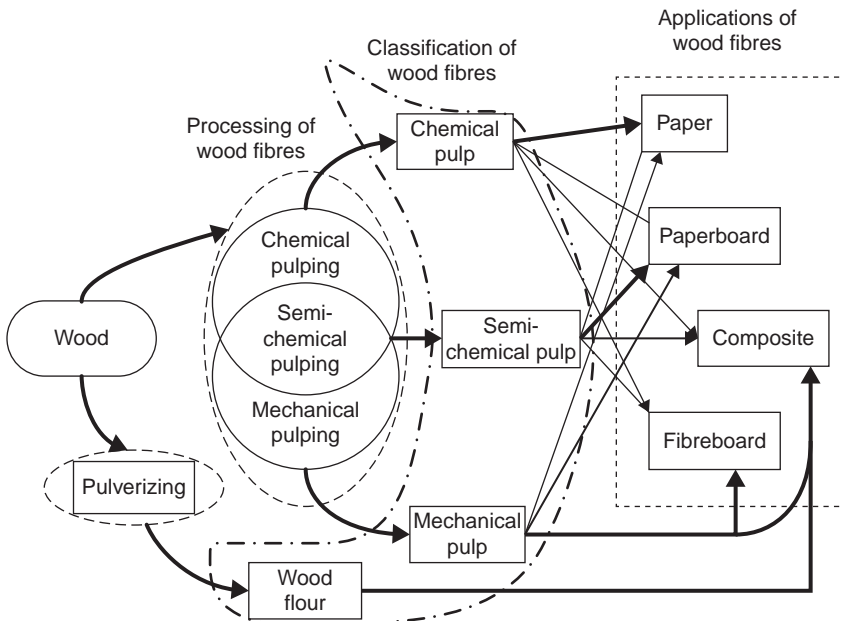 Applications of
wood fibres
Classification of
wood fibres
Processing of
wood fibres
Chemical
pulp
Paper
Chemical
pulping
Paperboard
Semi-
chemical
pulping
Wood
Semi-
chemical pulp
Composite
Mechanical
pulping
Fibreboard
Pulverizing
Mechanical
pulp
Wood
flour